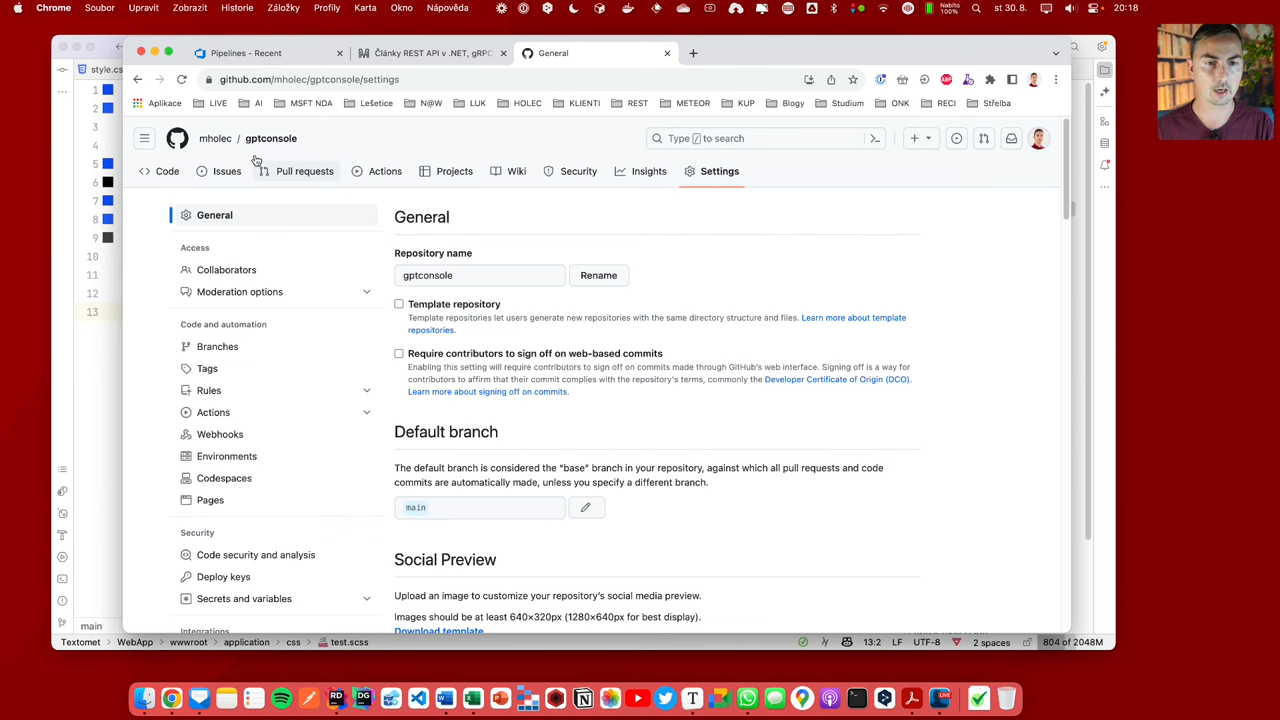 Chrome Soubor Upravit Zobrazit Historie Záložky Profily Karta Okno Nápověda Nabito 100% st 30. 8. 20:18
Pipelines - Recent
Články REST API v .NET, gRPC
General
github.com/mholec/gptconsole/settings
Aplikace LIVE AI MSFT NDA Lešetice N@W LUK HOLEC KLIENTI REST METEOR KUP Blogy Studium ONK RECI Střelba
style.cs
1
2
3
4
5
6
7
8
9
10
11
12
13
mholec / gptconsole
Type / to search
Code Issues Pull requests Actions Projects Wiki Security Insights Settings
General
Access
Collaborators
Moderation options
Code and automation
Branches
Tags
Rules
Actions
Webhooks
Environments
Codespaces
Pages
Security
Code security and analysis
Deploy keys
Secrets and variables
Integrations
General
Repository name
gptconsole Rename
Template repository
Template repositories let users generate new repositories with the same directory structure and files. Learn more about template
repositories.
Require contributors to sign off on web-based commits
Enabling this setting will require contributors to sign off on commits made through GitHub's web interface. Signing off is a way for
contributors to affirm that their commit complies with the repository's terms, commonly the Developer Certificate of Origin (DCO).
Learn more about signing off on commits.
Default branch
The default branch is considered the "base" branch in your repository, against which all pull requests and code
commits are automatically made, unless you specify a different branch.
main
Social Preview
Upload an image to customize your repository's social media preview.
Images should be at least 640×320px (1280×640px for best display).
Download template
main
Textomet WebApp wwwroot application css test.scss 13:2 LF UTF-8 2 spaces 804 of 2048M